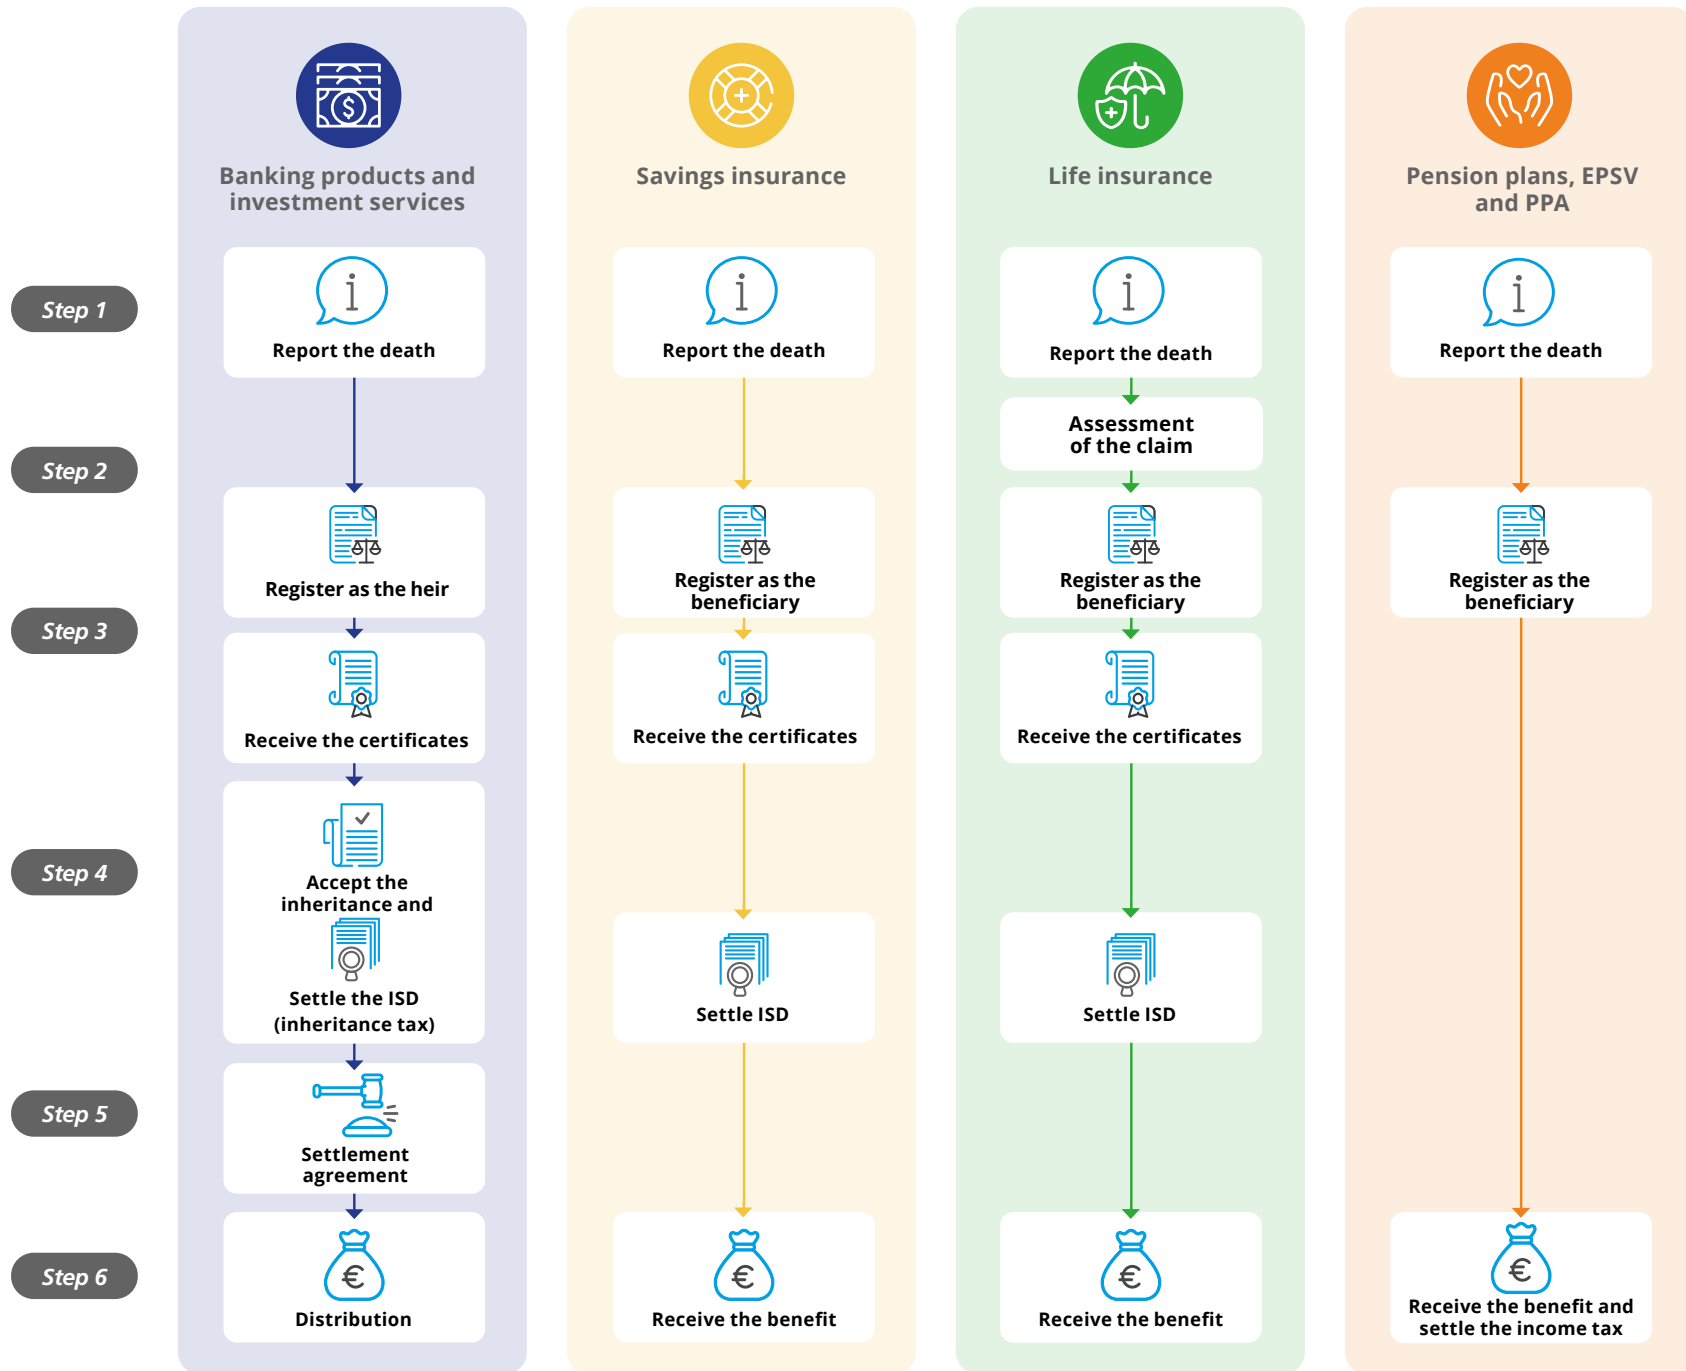 Banking products and
investment services
Savings insurance
Life insurance
Pension plans, EPSV
and PPA
Step 1
Report the death
Report the death
Report the death
Report the death
Assessment
of the claim
Step 2
Register as the heir
Register as the
beneficiary
Register as the
beneficiary
Register as the
beneficiary
Step 3
Receive the certificates
Receive the certificates
Receive the certificates
Step 4
Accept the
inheritance and
Settle the ISD
(inheritance tax)
Settle ISD
Settle ISD
Step 5
Settlement
agreement
Step 6
Distribution
Receive the benefit
Receive the benefit
Receive the benefit and
settle the income tax